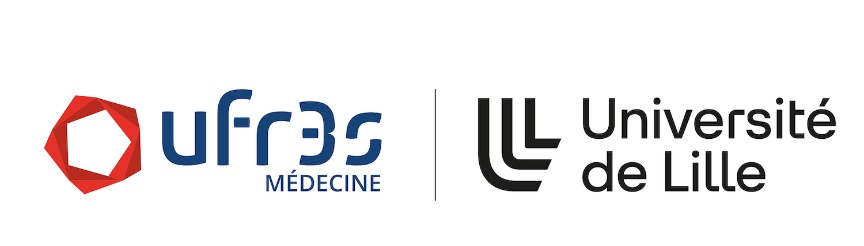 ufr3s
MÉDECINE
Université
de Lille